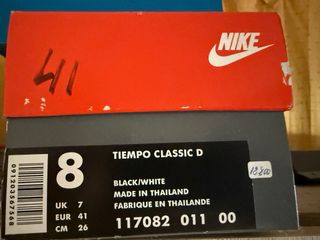 41
NIKE
8
TIEMPO CLASSIC D
UK 7
EUR 41
CM 26
BLACK/WHITE
MADE IN THAILAND
FABRIQUE EN THAILANDE
117082 011 00